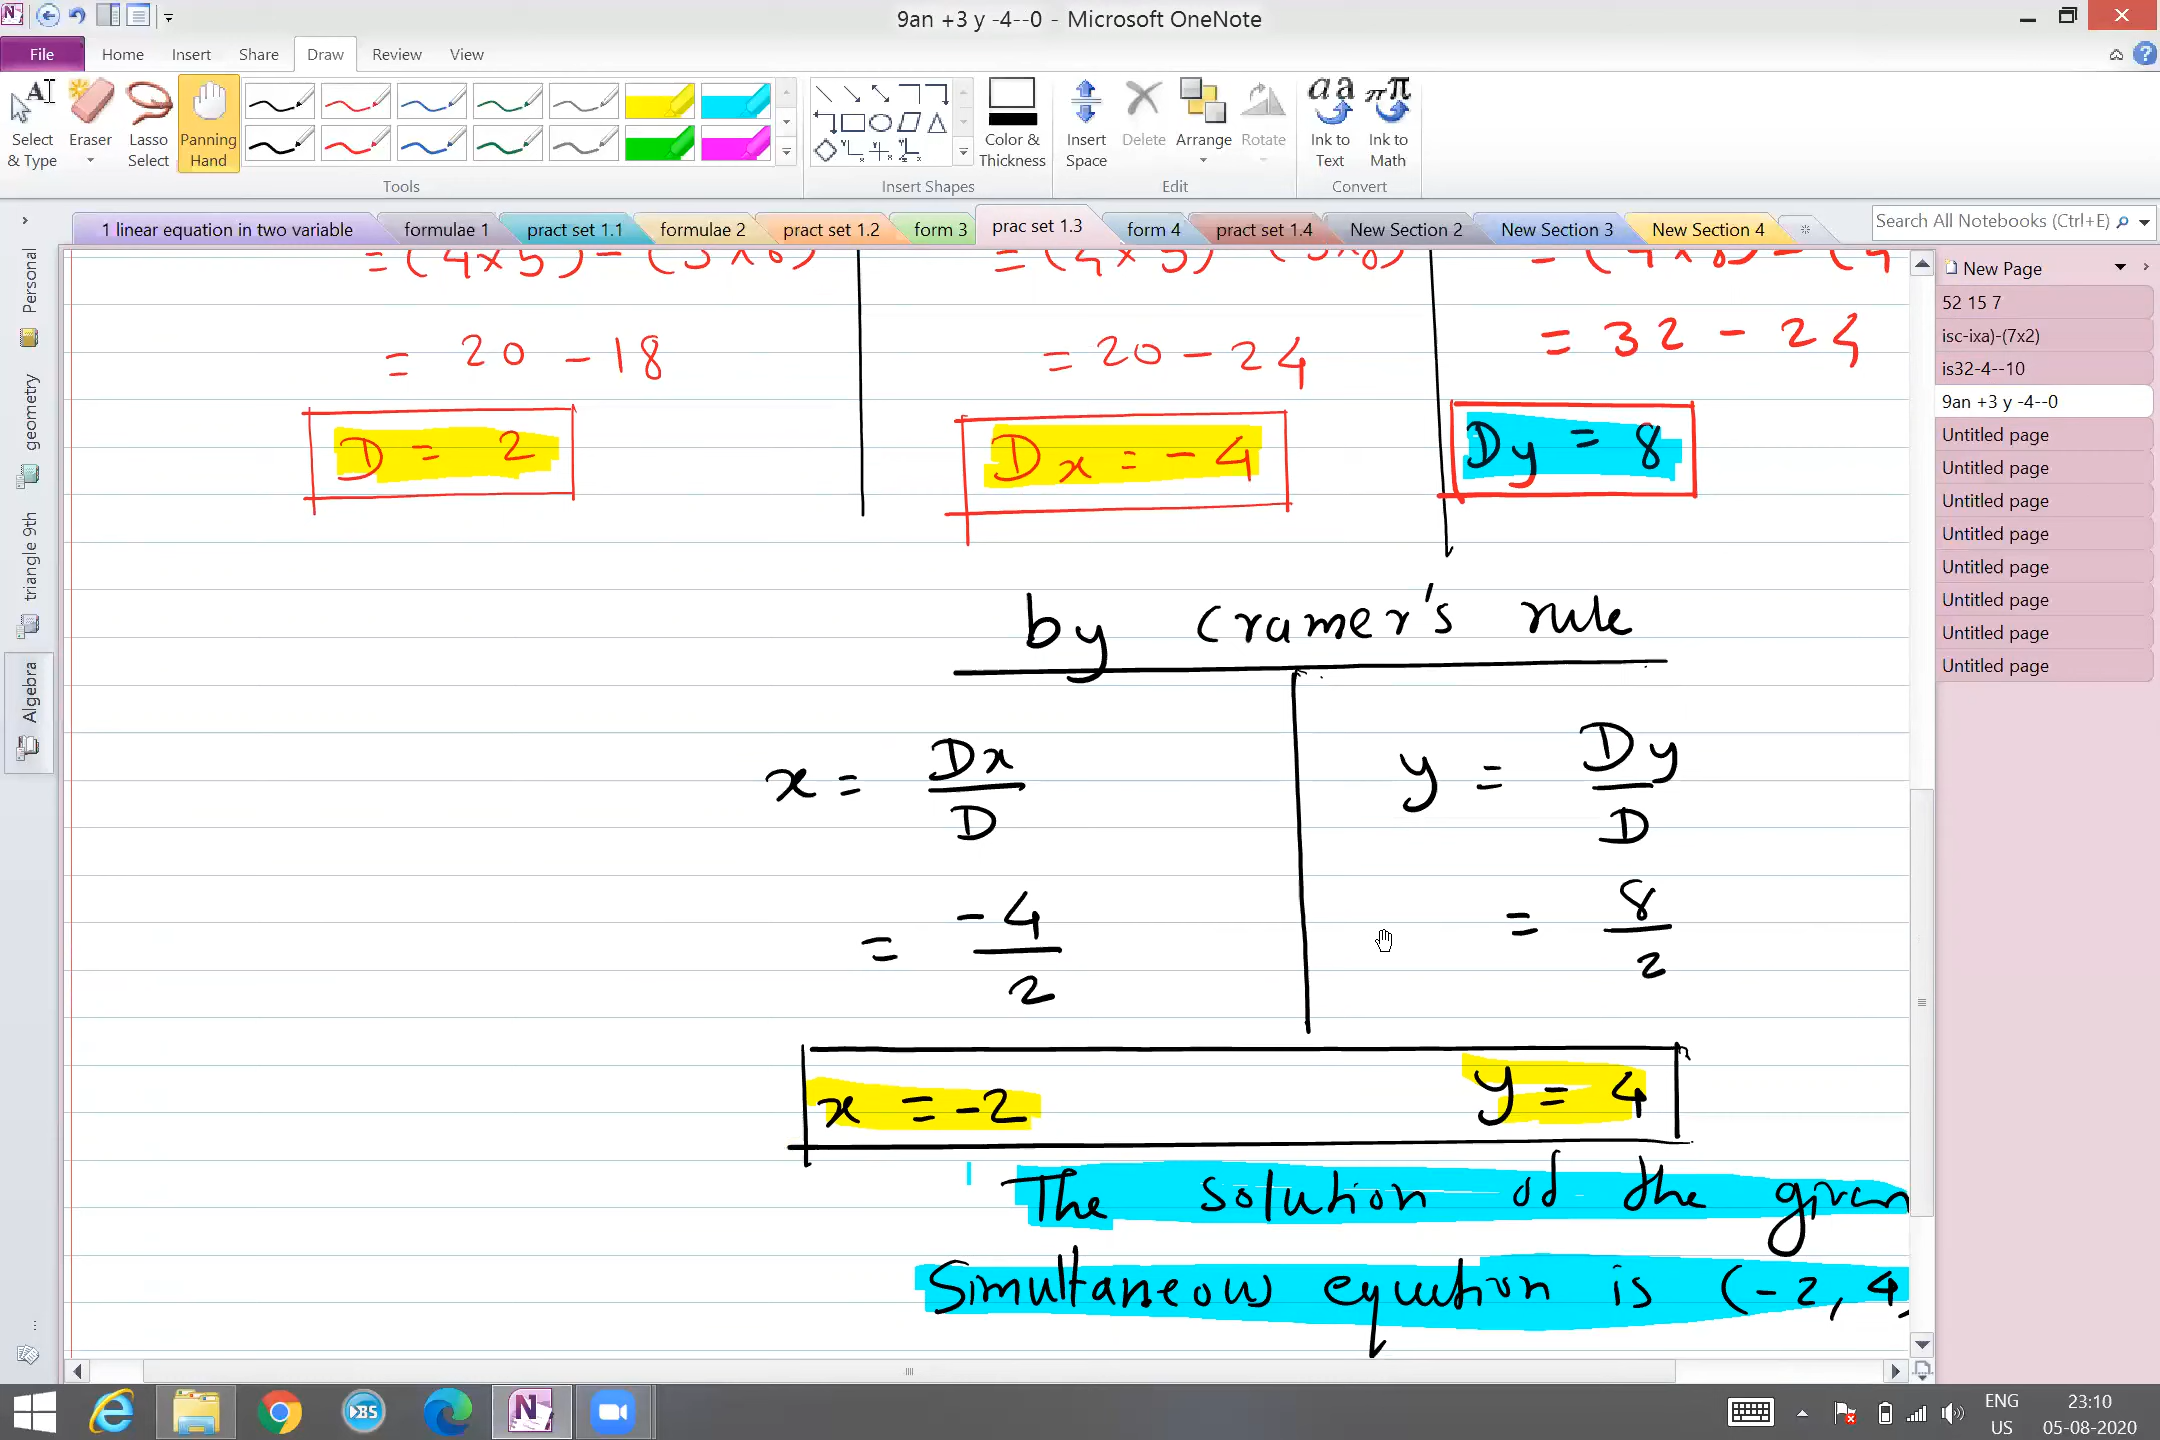 9an +3 y -4--0 - Microsoft OneNote
File Home Insert Share Draw Review View
Select & Type
Eraser
Lasso Select
Panning Hand
Color & Thickness
Insert Space
Delete
Arrange
Rotate
Ink to Text
Ink to Math
Tools
Insert Shapes
Edit
Convert
1 linear equation in two variable
formulae 1
pract set 1.1
formulae 2
pract set 1.2
form 3
prac set 1.3
form 4
pract set 1.4
New Section 2
New Section 3
New Section 4
Search All Notebooks (Ctrl+E)
Personal
geometry
triangle 9th
Algebra
New Page
52 15 7
isc-ixa)-(7x2)
is32-4--10
9an +3 y -4--0
Untitled page
Untitled page
Untitled page
Untitled page
Untitled page
Untitled page
Untitled page
Untitled page
= 20 - 18
= 20 - 24
= 32 - 24
D = 2
Dx = -4
Dy = 8
by Cramer's rule
x = Dx / D
y = Dy / D
= -4 / 2
= 8 / 2
x = -2
y = 4
The solution of the given
Simultaneous equation is (-2, 4,
ENG
US
23:10
05-08-2020